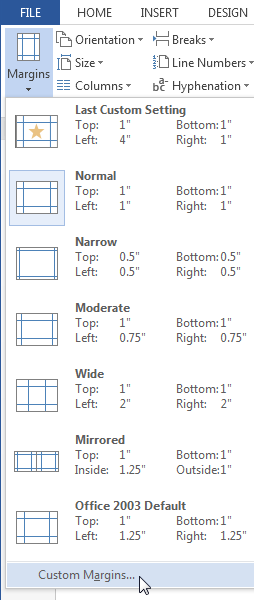 FILE HOME INSERT DESIGN
Margins
Orientation Breaks
Size Line Numbers
Columns Hyphenation
Last Custom Setting
Top: 1" Bottom: 1"
Left: 4" Right: 1"
Normal
Top: 1" Bottom: 1"
Left: 1" Right: 1"
Narrow
Top: 0.5" Bottom: 0.5"
Left: 0.5" Right: 0.5"
Moderate
Top: 1" Bottom: 1"
Left: 0.75" Right: 0.75"
Wide
Top: 1" Bottom: 1"
Left: 2" Right: 2"
Mirrored
Top: 1" Bottom: 1"
Inside: 1.25" Outside: 1"
Office 2003 Default
Top: 1" Bottom: 1"
Left: 1.25" Right: 1.25"
Custom Margins...